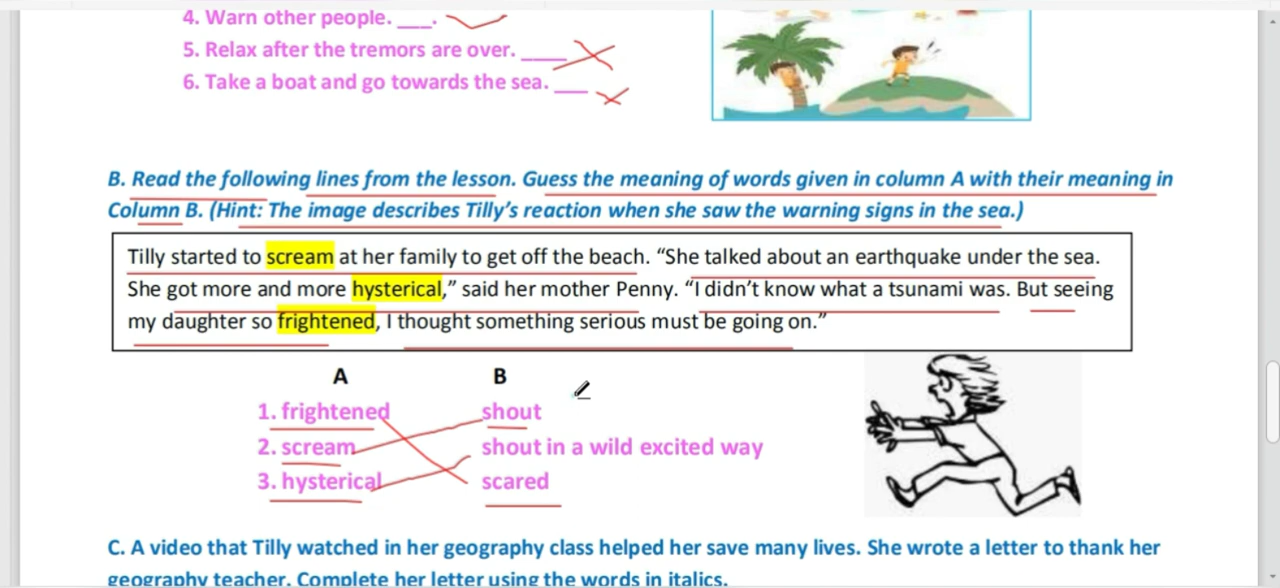 4. Warn other people. ___.
5. Relax after the tremors are over. _____
6. Take a boat and go towards the sea. ___
B. Read the following lines from the lesson. Guess the meaning of words given in column A with their meaning in
Column B. (Hint: The image describes Tilly’s reaction when she saw the warning signs in the sea.)
Tilly started to scream at her family to get off the beach. “She talked about an earthquake under the sea.
She got more and more hysterical,” said her mother Penny. “I didn’t know what a tsunami was. But seeing
my daughter so frightened, I thought something serious must be going on.”
A B
1. frightened shout
2. scream shout in a wild excited way
3. hysterical scared
C. A video that Tilly watched in her geography class helped her save many lives. She wrote a letter to thank her
geography teacher. Complete her letter using the words in italics.